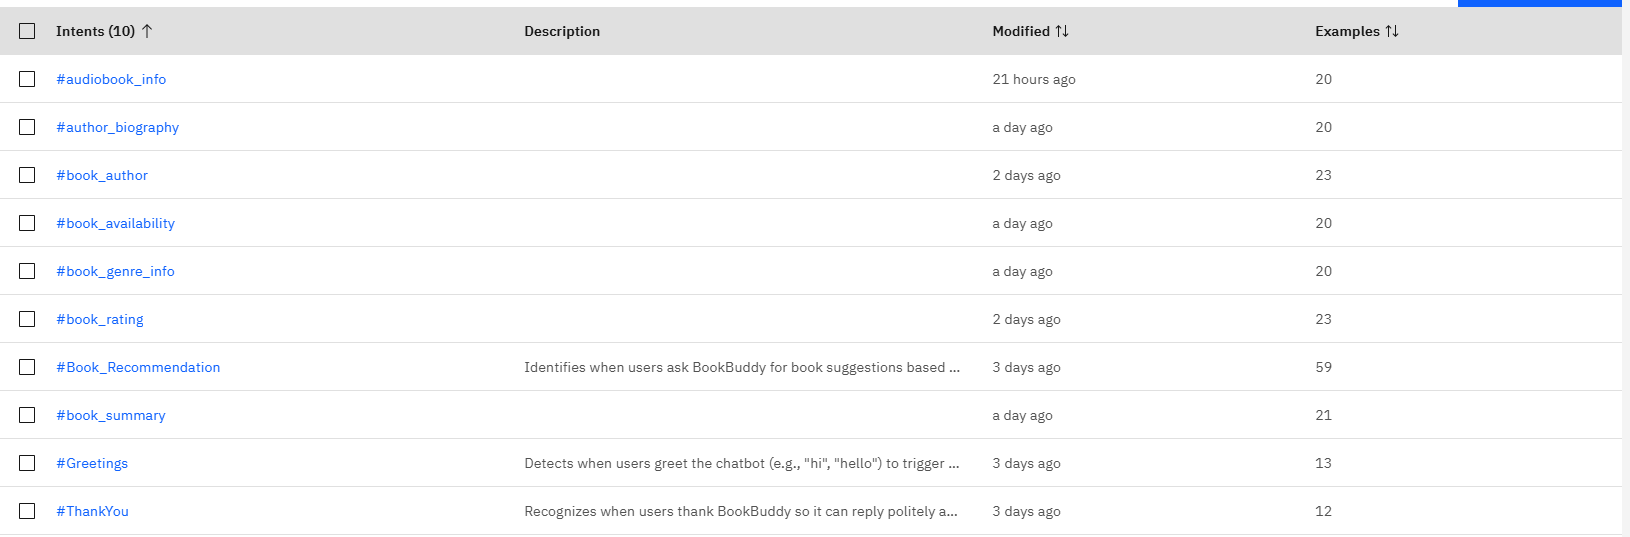 Intents (10) Description Modified Examples
#audiobook_info 21 hours ago 20
#author_biography a day ago 20
#book_author 2 days ago 23
#book_availability a day ago 20
#book_genre_info a day ago 20
#book_rating 2 days ago 23
#Book_Recommendation Identifies when users ask BookBuddy for book suggestions based ... 3 days ago 59
#book_summary a day ago 21
#Greetings Detects when users greet the chatbot (e.g., "hi", "hello") to trigger ... 3 days ago 13
#ThankYou Recognizes when users thank BookBuddy so it can reply politely a... 3 days ago 12